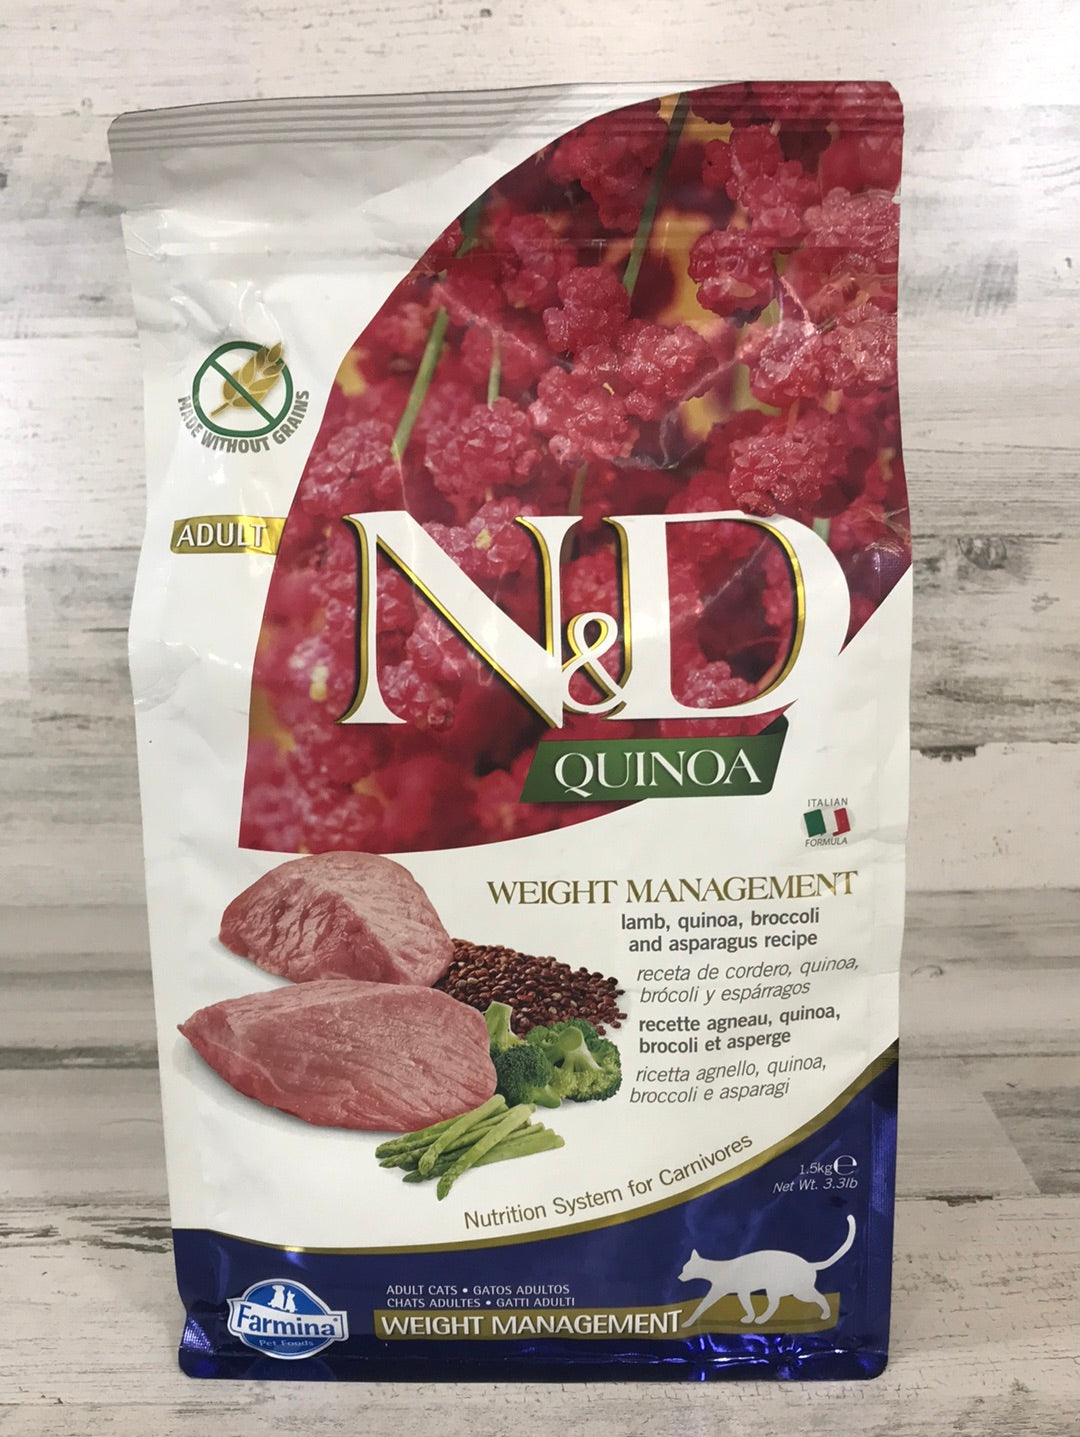 MADE WITHOUT GRAINS
ADULT
N&D
QUINOA
ITALIAN
FORMULA
WEIGHT MANAGEMENT
lamb, quinoa, broccoli
and asparagus recipe
receta de cordero, quinoa,
brócoli y espárragos
recette agneau, quinoa,
brocoli et asperge
ricetta agnello, quinoa,
broccoli e asparagi
Nutrition System for Carnivores
1.5kg℮
Net Wt. 3.3lb
ADULT CATS • GATOS ADULTOS
CHATS ADULTES • GATTI ADULTI
WEIGHT MANAGEMENT
Farmina®
Pet Foods